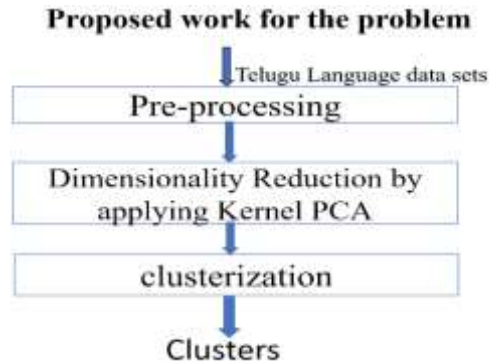 Proposed work for the problem
Telugu Language data sets
Pre-processing
Dimensionality Reduction by
applying Kernel PCA
clusterization
Clusters